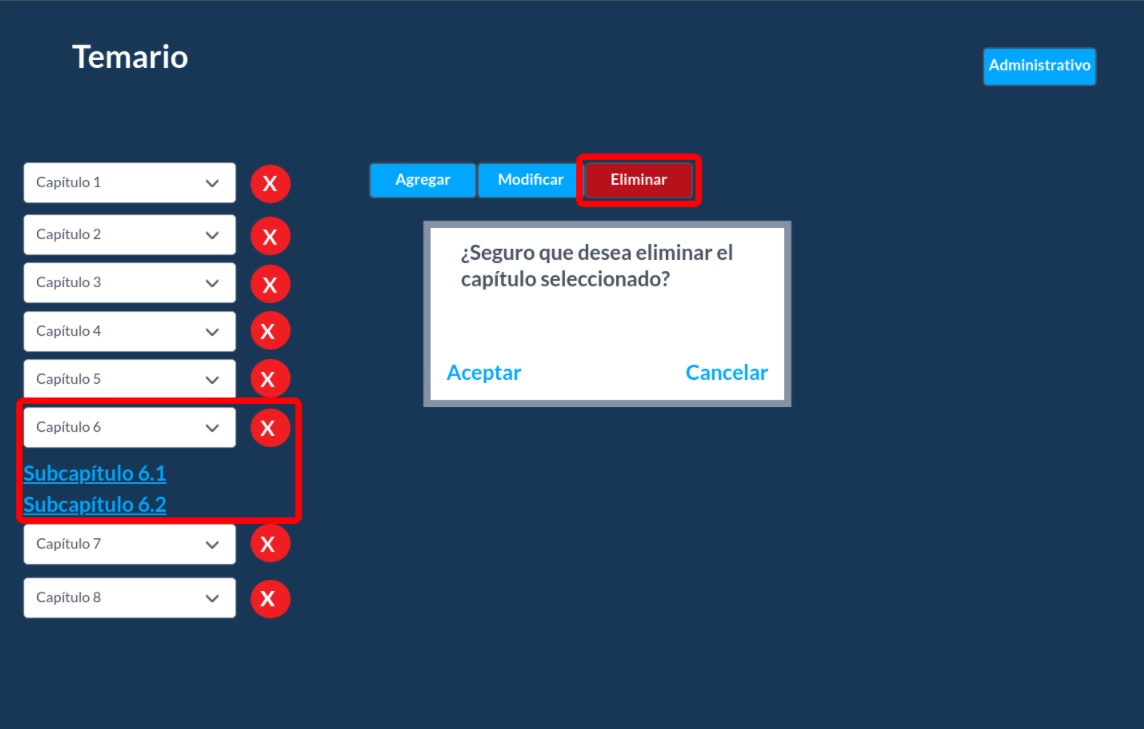 Temario
Administrativo
Capítulo 1
X
Capítulo 2
X
Capítulo 3
X
Capítulo 4
X
Capítulo 5
X
Capítulo 6
X
Subcapítulo 6.1
Subcapítulo 6.2
Capítulo 7
X
Capítulo 8
X
Agregar
Modificar
Eliminar
¿Seguro que desea eliminar el
capítulo seleccionado?
Aceptar
Cancelar